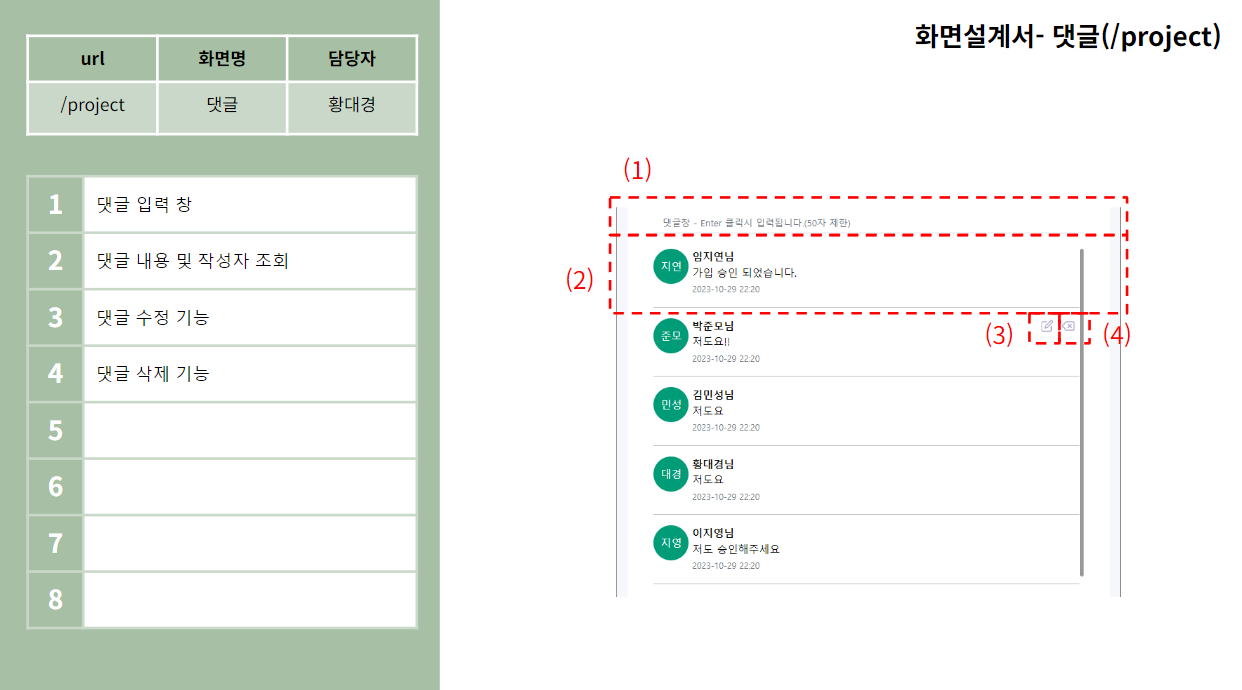 화면설계서- 댓글(/project)
url 화면명 담당자
/project 댓글 황대경
1 댓글 입력 창
2 댓글 내용 및 작성자 조회
3 댓글 수정 기능
4 댓글 삭제 기능
5
6
7
8
(1)
댓글창 - Enter 클릭시 입력됩니다.(50자 제한)
(2)
지연 임지연님
가입 승인 되었습니다.
2023-10-29 22:20
준모 박준모님
저도요!!
2023-10-29 22:20
(3)
(4)
민성 김민성님
저도요
2023-10-29 22:20
대경 황대경님
저도요
2023-10-29 22:20
지영 이지영님
저도 승인해주세요
2023-10-29 22:20